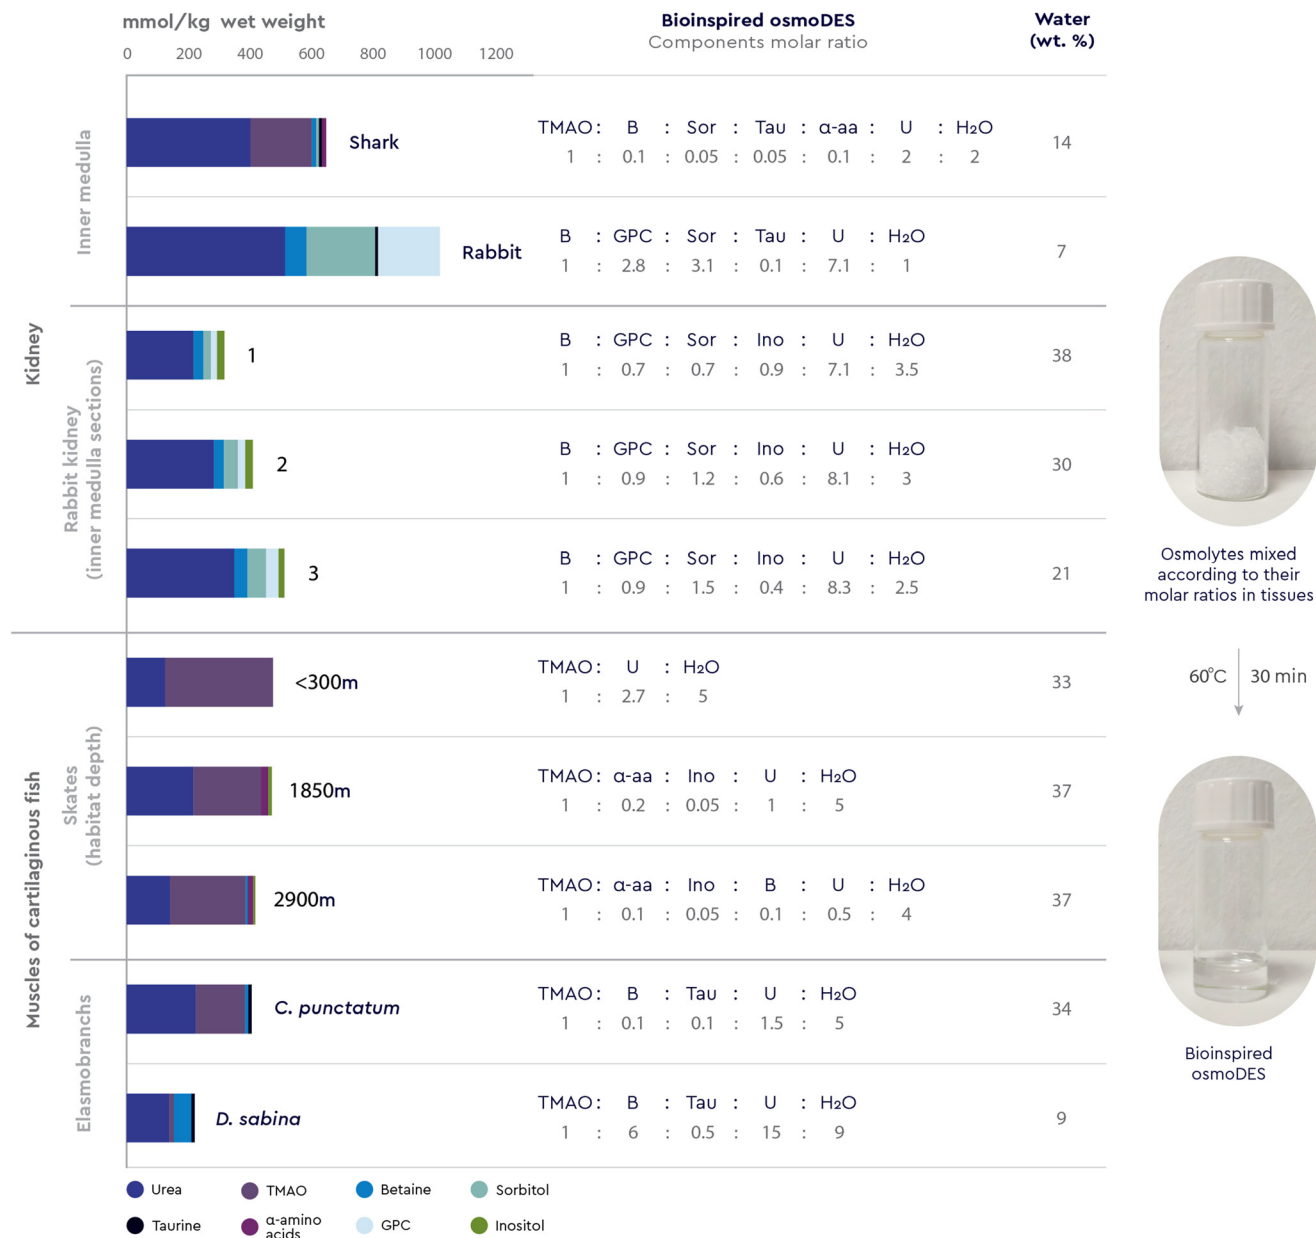 mmol/kg wet weight
0 200 400 600 800 1000 1200
Bioinspired osmoDES
Components molar ratio
Water
(wt. %)
Kidney
Inner medulla
Shark
TMAO : B : Sor : Tau : α-aa : U : H₂O
1 : 0.1 : 0.05 : 0.05 : 0.1 : 2 : 2
14
Rabbit
B : GPC : Sor : Tau : U : H₂O
1 : 2.8 : 3.1 : 0.1 : 7.1 : 1
7
Rabbit kidney
(inner medulla sections)
1
B : GPC : Sor : Ino : U : H₂O
1 : 0.7 : 0.7 : 0.9 : 7.1 : 3.5
38
2
B : GPC : Sor : Ino : U : H₂O
1 : 0.9 : 1.2 : 0.6 : 8.1 : 3
30
3
B : GPC : Sor : Ino : U : H₂O
1 : 0.9 : 1.5 : 0.4 : 8.3 : 2.5
21
Muscles of cartilaginous fish
Skates
(habitat depth)
<300m
TMAO : U : H₂O
1 : 2.7 : 5
33
1850m
TMAO : α-aa : Ino : U : H₂O
1 : 0.2 : 0.05 : 1 : 5
37
2900m
TMAO : α-aa : Ino : B : U : H₂O
1 : 0.1 : 0.05 : 0.1 : 0.5 : 4
37
Elasmobranchs
C. punctatum
TMAO : B : Tau : U : H₂O
1 : 0.1 : 0.1 : 1.5 : 5
34
D. sabina
TMAO : B : Tau : U : H₂O
1 : 6 : 0.5 : 15 : 9
9
Urea
TMAO
Betaine
Sorbitol
Taurine
α-amino
acids
GPC
Inositol
Osmolytes mixed
according to their
molar ratios in tissues
60°C 30 min
Bioinspired
osmoDES